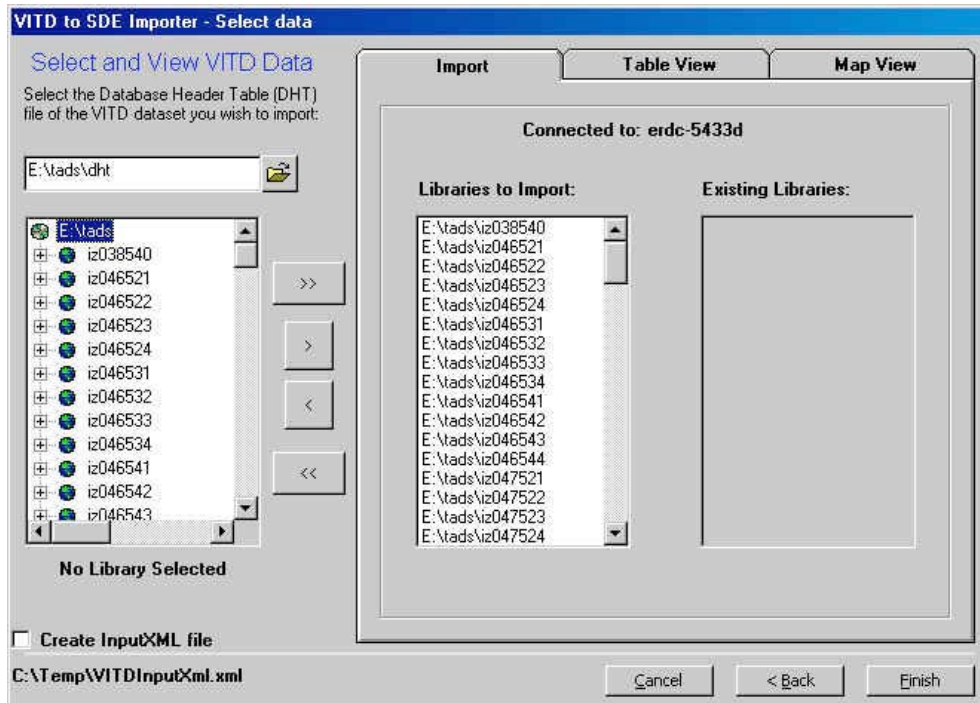 VITD to SDE Importer - Select data
Select and View VITD Data
Select the Database Header Table (DHT)
file of the VITD dataset you wish to import:
E:\tads\dht
E:\tads
iz038540
iz046521
iz046522
iz046523
iz046524
iz046531
iz046532
iz046533
iz046534
iz046541
iz046542
iz046543
No Library Selected
>>
>
<
<<
Import
Table View
Map View
Connected to: erdc-5433d
Libraries to Import:
E:\tads\iz038540
E:\tads\iz046521
E:\tads\iz046522
E:\tads\iz046523
E:\tads\iz046524
E:\tads\iz046531
E:\tads\iz046532
E:\tads\iz046533
E:\tads\iz046534
E:\tads\iz046541
E:\tads\iz046542
E:\tads\iz046543
E:\tads\iz046544
E:\tads\iz047521
E:\tads\iz047522
E:\tads\iz047523
E:\tads\iz047524
Existing Libraries:
Create InputXML file
C:\Temp\VITDInputXml.xml
Cancel
< Back
Finish